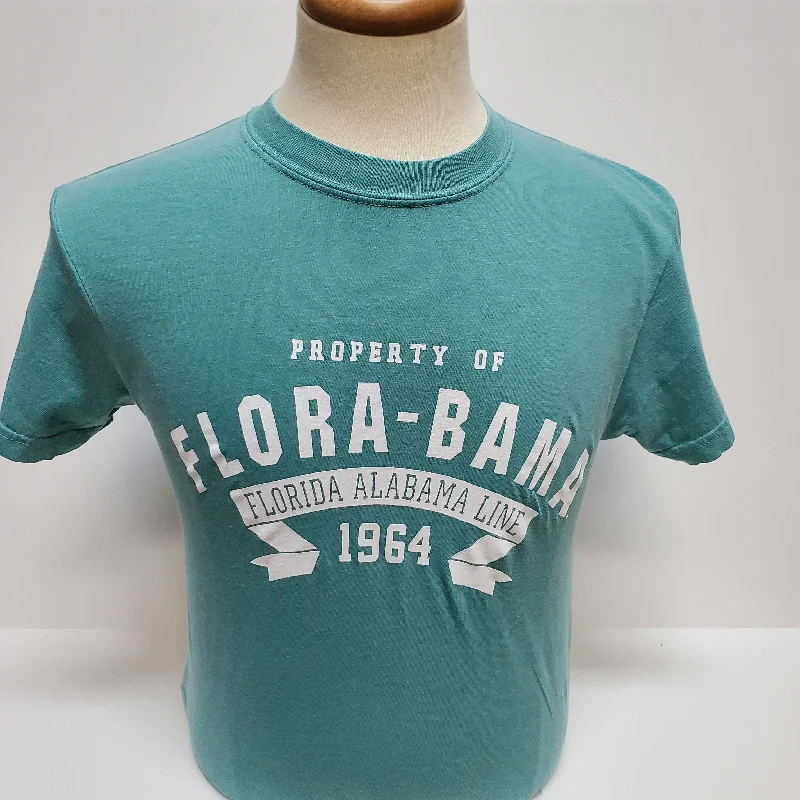 PROPERTY OF
FLORA-BAMA
FLORIDA ALABAMA LINE
1964